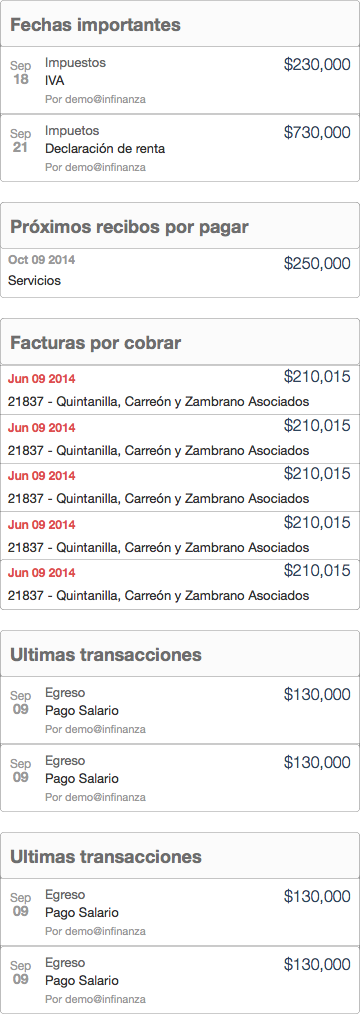 Fechas importantes
Sep Impuestos $230,000
18 IVA
Por demo@infinanza
Sep Impuetos $730,000
21 Declaración de renta
Por demo@infinanza
Próximos recibos por pagar
Oct 09 2014 $250,000
Servicios
Facturas por cobrar
Jun 09 2014 $210,015
21837 - Quintanilla, Carreón y Zambrano Asociados
Jun 09 2014 $210,015
21837 - Quintanilla, Carreón y Zambrano Asociados
Jun 09 2014 $210,015
21837 - Quintanilla, Carreón y Zambrano Asociados
Jun 09 2014 $210,015
21837 - Quintanilla, Carreón y Zambrano Asociados
Jun 09 2014 $210,015
21837 - Quintanilla, Carreón y Zambrano Asociados
Ultimas transacciones
Sep Egreso $130,000
09 Pago Salario
Por demo@infinanza
Sep Egreso $130,000
09 Pago Salario
Por demo@infinanza
Ultimas transacciones
Sep Egreso $130,000
09 Pago Salario
Por demo@infinanza
Sep Egreso $130,000
09 Pago Salario
Por demo@infinanza